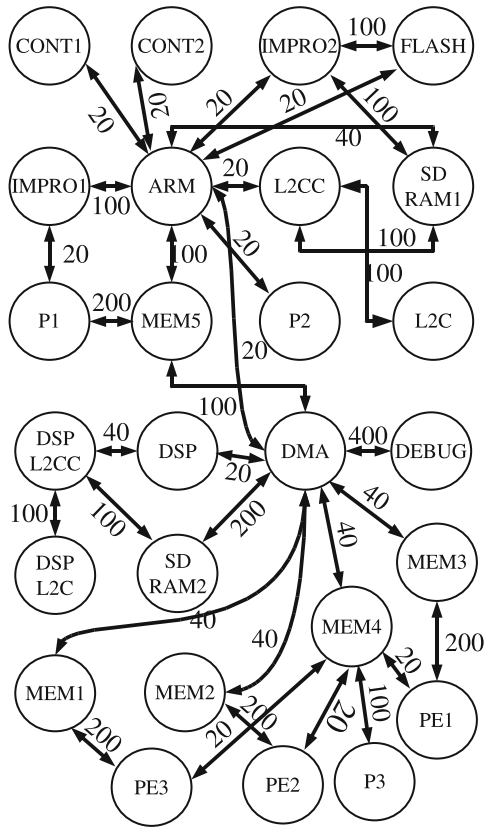 CONT1
CONT2
IMPRO2
100
FLASH
20
20
20
20
100
40
IMPRO1
100
ARM
20
L2CC
SD
RAM1
20
100
20
100
100
P1
200
MEM5
P2
L2C
20
100
DSP
L2CC
40
DSP
20
DMA
400
DEBUG
100
100
200
40
40
DSP
L2C
SD
RAM2
MEM3
40
40
MEM4
200
MEM1
MEM2
20
100
200
200
20
20
PE1
PE3
PE2
P3